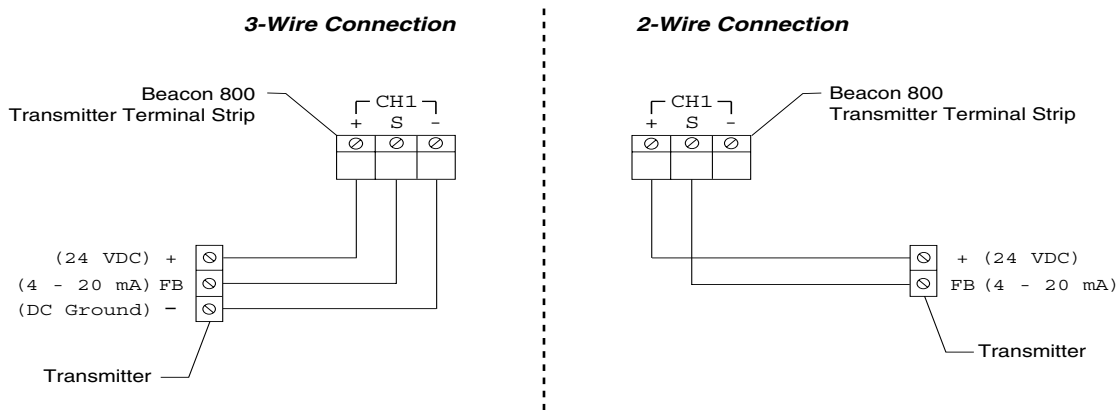 3-Wire Connection
Beacon 800
Transmitter Terminal Strip
CH1
+ S -
(24 VDC) +
(4 - 20 mA) FB
(DC Ground) -
Transmitter
2-Wire Connection
CH1
+ S -
Beacon 800
Transmitter Terminal Strip
+ (24 VDC)
FB (4 - 20 mA)
Transmitter